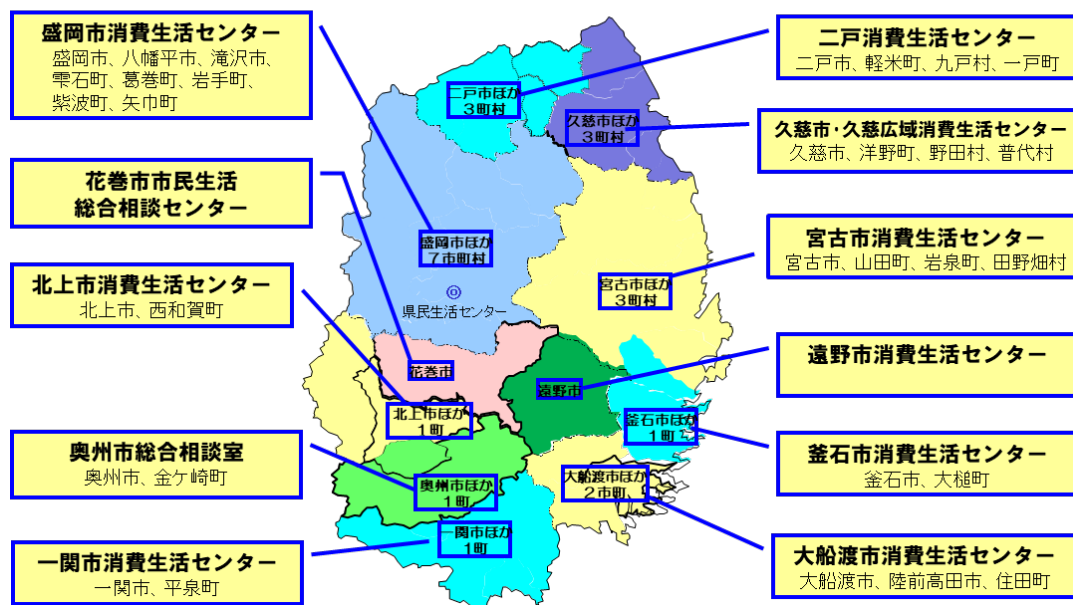 盛岡市消費生活センター
盛岡市、八幡平市、滝沢市、
雫石町、葛巻町、岩手町、
紫波町、矢巾町
花巻市市民生活
総合相談センター
北上市消費生活センター
北上市、西和賀町
奥州市総合相談室
奥州市、金ケ崎町
一関市消費生活センター
一関市、平泉町
二戸市ほか
3町村
久慈市ほか
3町村
盛岡市ほか
7市町村
県民生活センター
宮古市ほか
3町村
花巻市
遠野市
北上市ほか
1町
釜石市ほか
1町
奥州市ほか
1町
大船渡市ほか
2市町
一関市ほか
1町
二戸消費生活センター
二戸市、軽米町、九戸村、一戸町
久慈市・久慈広域消費生活センター
久慈市、洋野町、野田村、普代村
宮古市消費生活センター
宮古市、山田町、岩泉町、田野畑村
遠野市消費生活センター
釜石市消費生活センター
釜石市、大槌町
大船渡市消費生活センター
大船渡市、陸前高田市、住田町